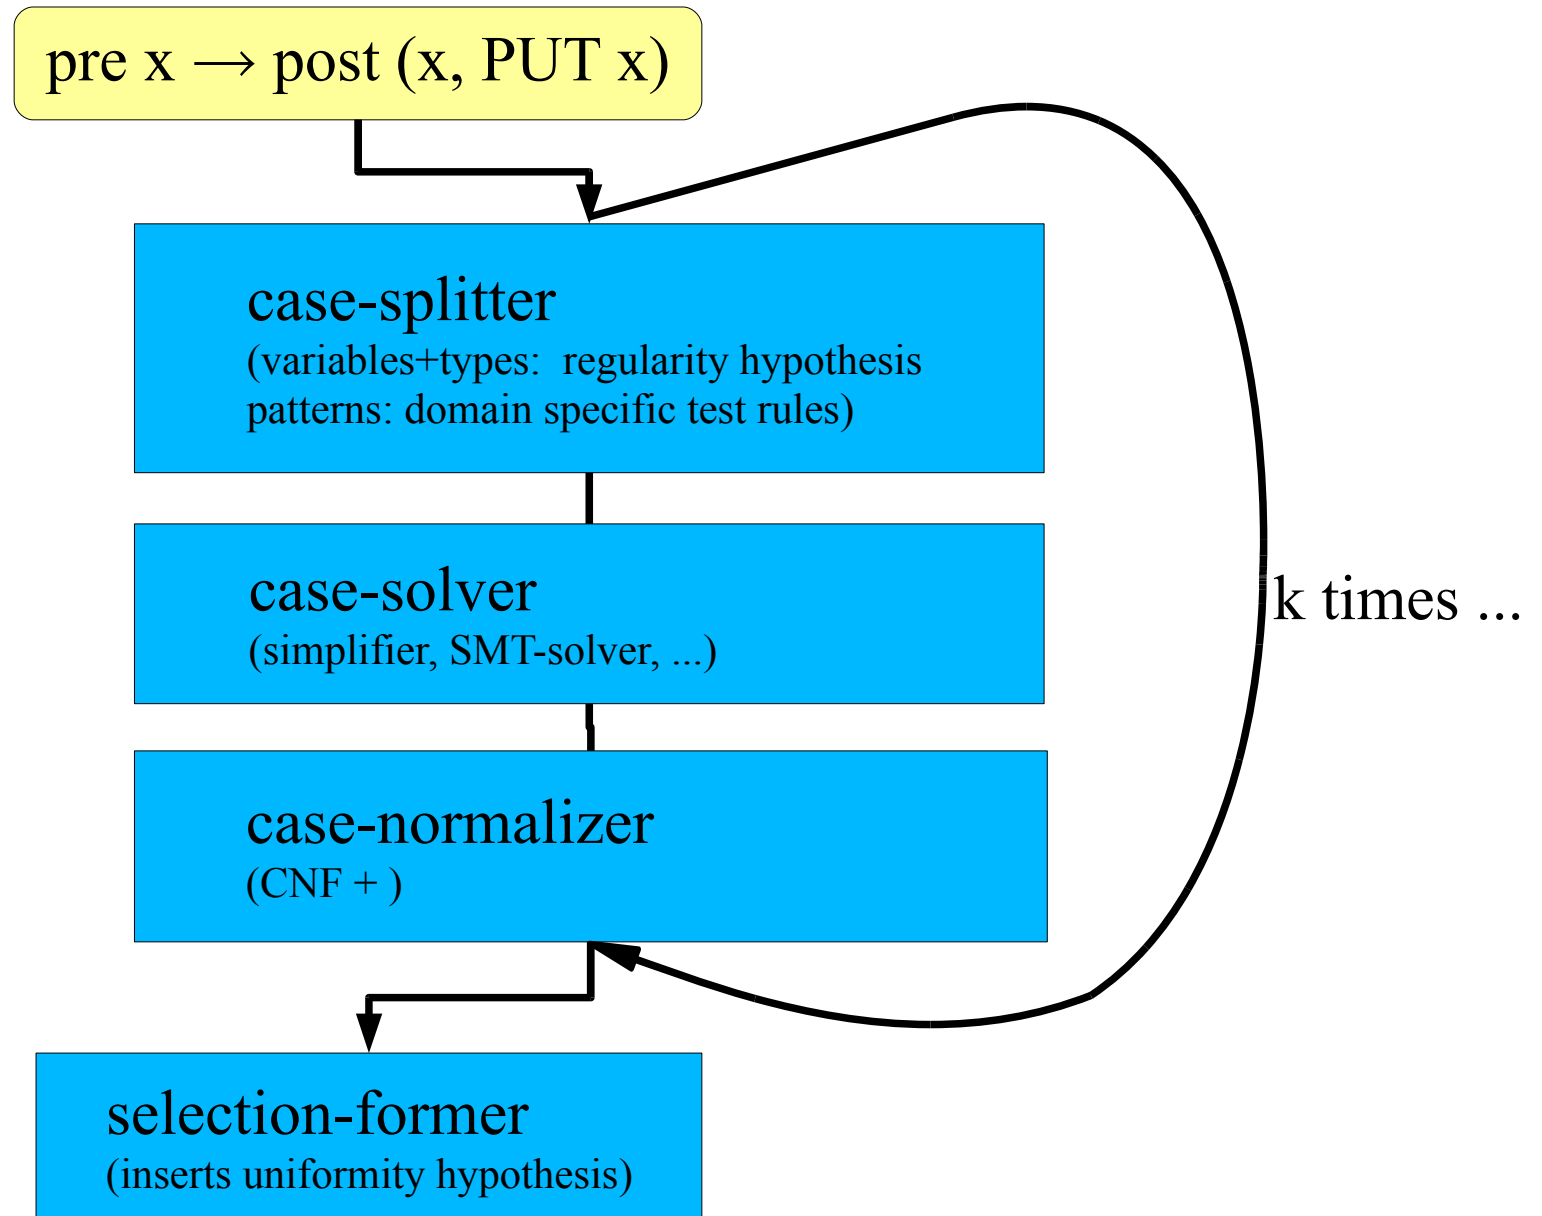 pre x → post (x, PUT x)
case-splitter
(variables+types: regularity hypothesis
patterns: domain specific test rules)
case-solver
(simplifier, SMT-solver, ...)
k times ...
case-normalizer
(CNF + )
selection-former
(inserts uniformity hypothesis)